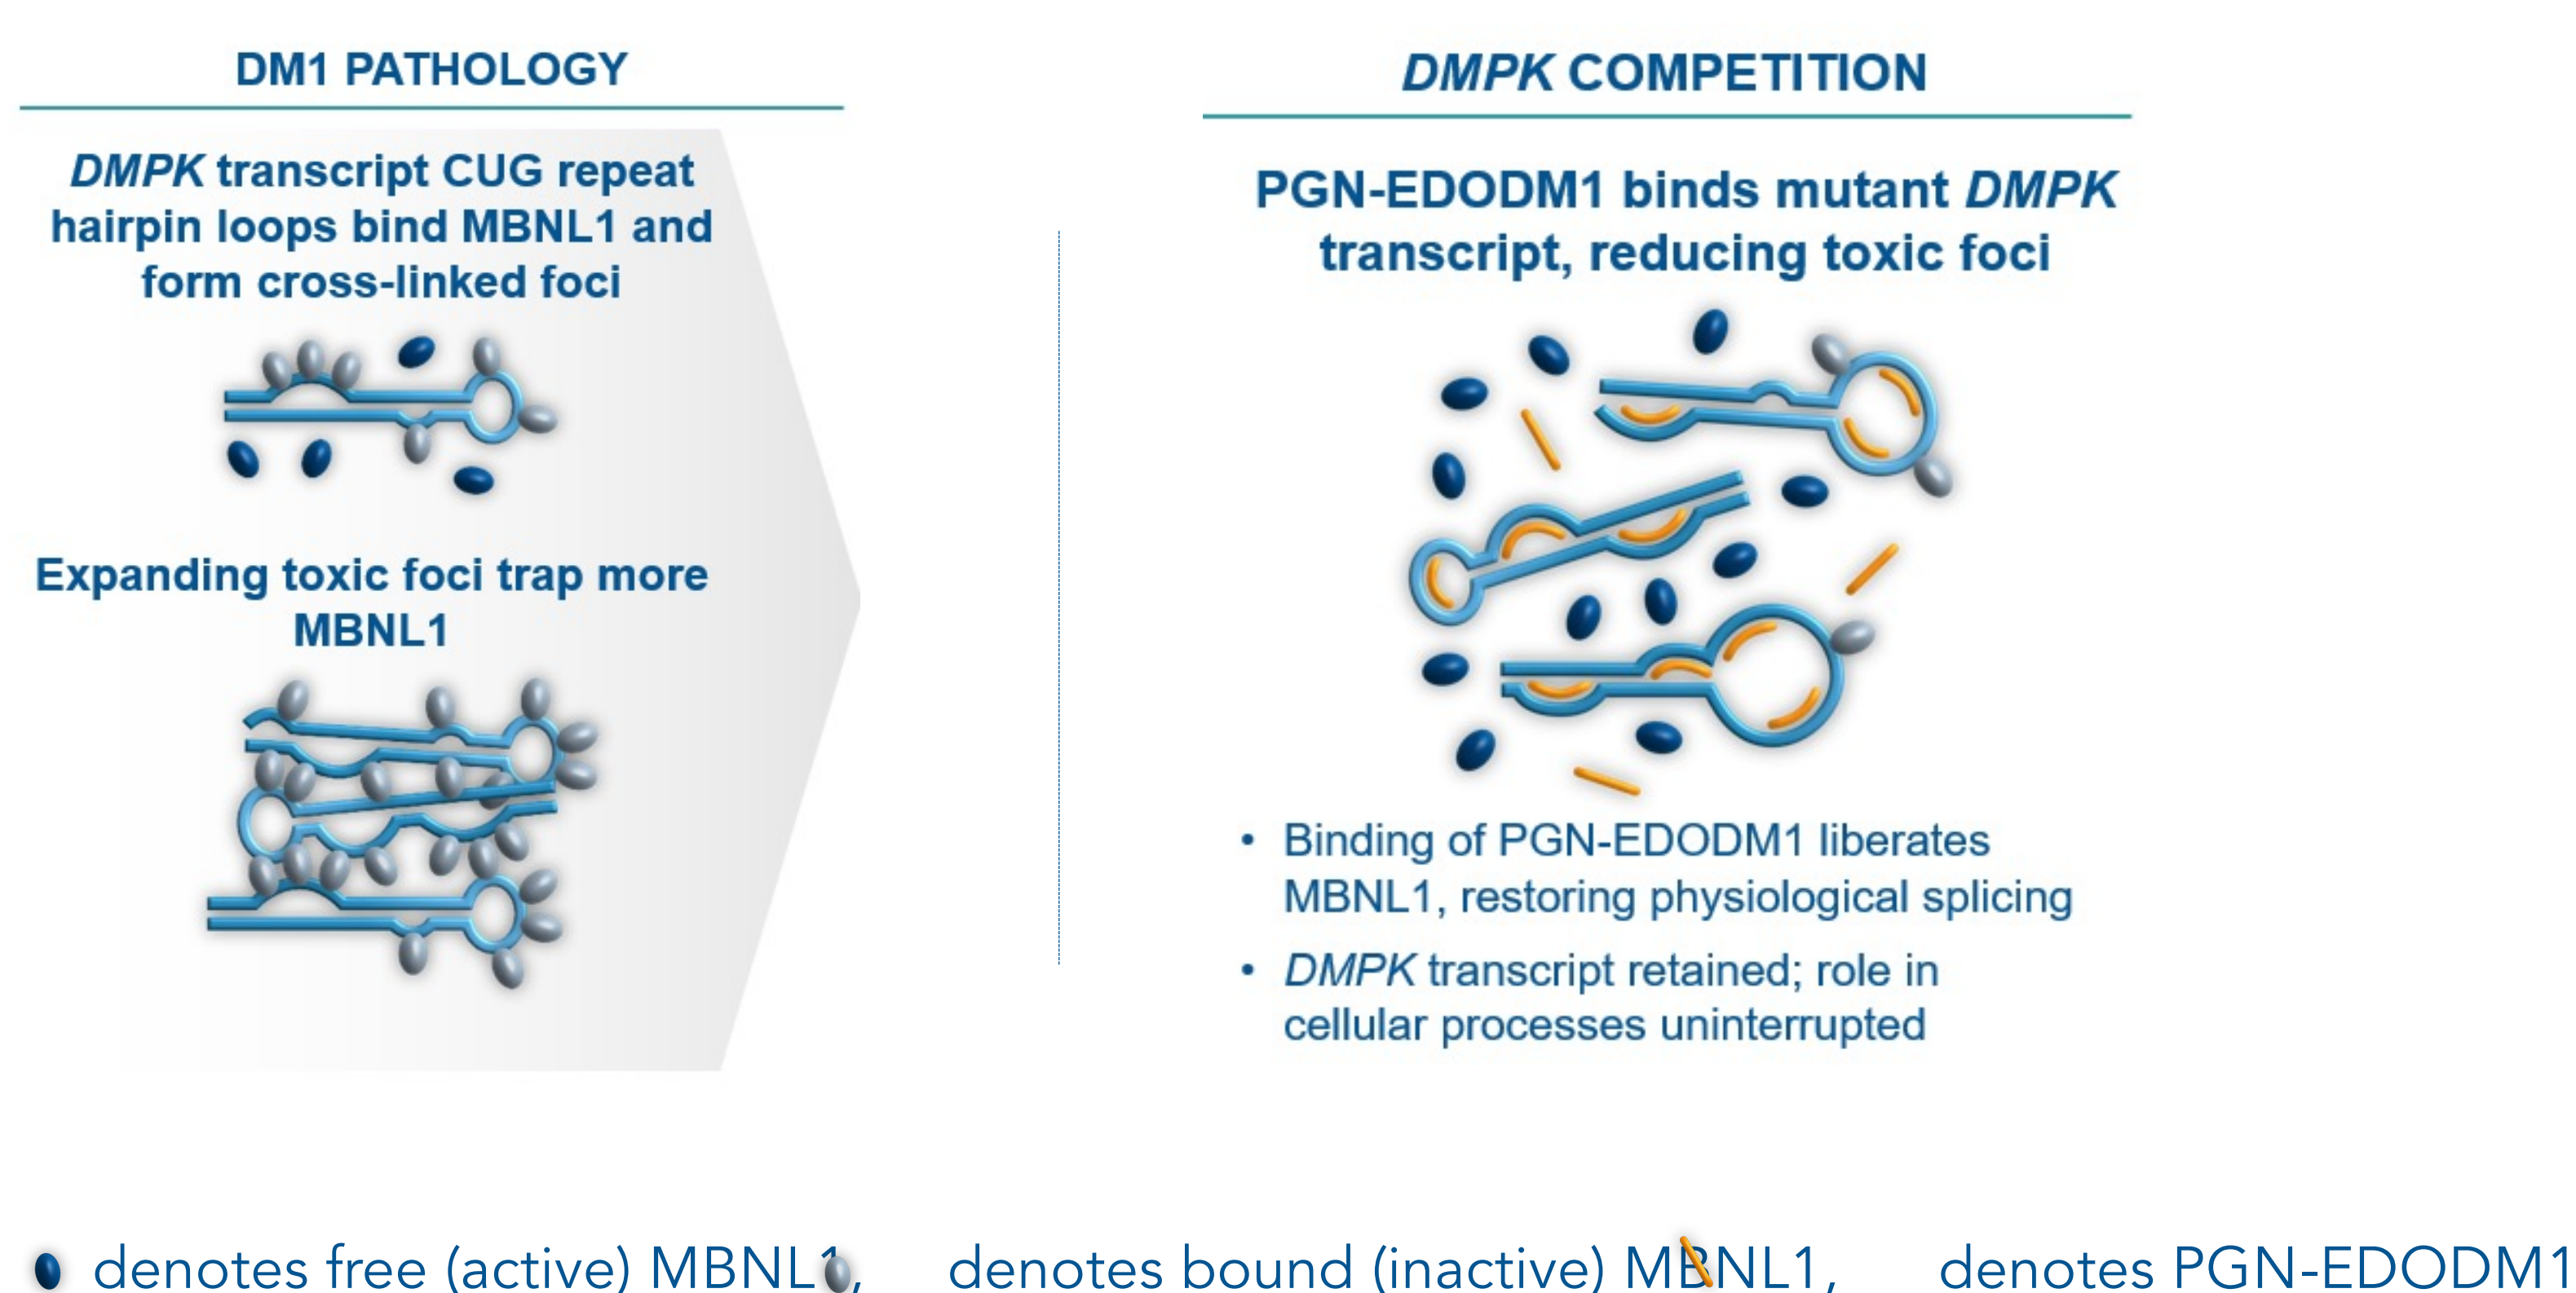 DM1 PATHOLOGY
DMPK transcript CUG repeat
hairpin loops bind MBNL1 and
form cross-linked foci
Expanding toxic foci trap more
MBNL1
DMPK COMPETITION
PGN-EDODM1 binds mutant DMPK
transcript, reducing toxic foci
• Binding of PGN-EDODM1 liberates
MBNL1, restoring physiological splicing
• DMPK transcript retained; role in
cellular processes uninterrupted
denotes free (active) MBNL1, denotes bound (inactive) MBNL1, denotes PGN-EDODM1